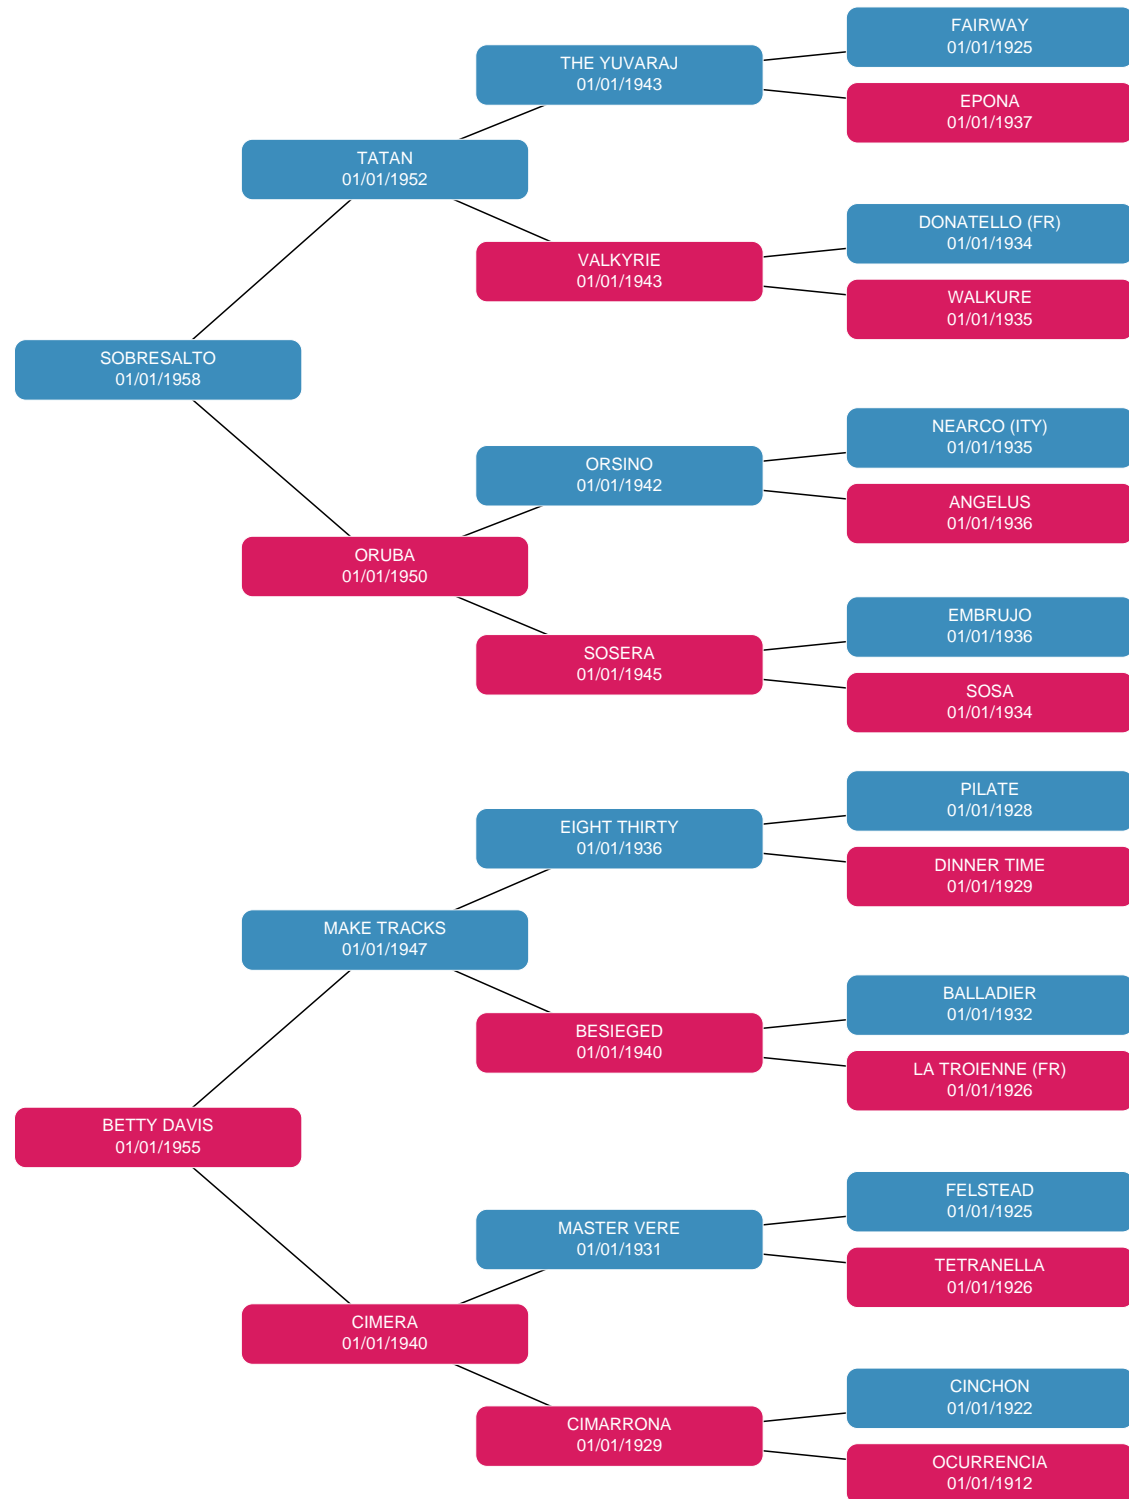 FAIRWAY
01/01/1925
THE YUVARAJ
01/01/1943
EPONA
01/01/1937
TATAN
01/01/1952
DONATELLO (FR)
01/01/1934
VALKYRIE
01/01/1943
WALKURE
01/01/1935
SOBRESALTO
01/01/1958
NEARCO (ITY)
01/01/1935
ORSINO
01/01/1942
ANGELUS
01/01/1936
ORUBA
01/01/1950
EMBRUJO
01/01/1936
SOSERA
01/01/1945
SOSA
01/01/1934
PILATE
01/01/1928
EIGHT THIRTY
01/01/1936
DINNER TIME
01/01/1929
MAKE TRACKS
01/01/1947
BALLADIER
01/01/1932
BESIEGED
01/01/1940
LA TROIENNE (FR)
01/01/1926
BETTY DAVIS
01/01/1955
FELSTEAD
01/01/1925
MASTER VERE
01/01/1931
TETRANELLA
01/01/1926
CIMERA
01/01/1940
CINCHON
01/01/1922
CIMARRONA
01/01/1929
OCURRENCIA
01/01/1912